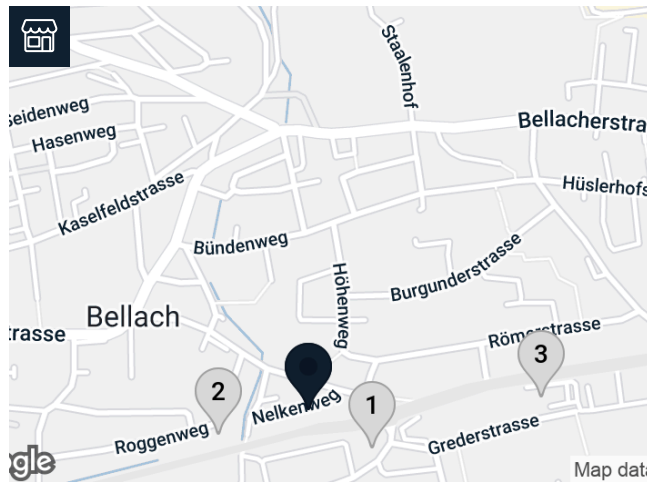 Staalenhof
Seidenweg
Bellacherstra
Hasenweg
Hüslerhofs
Kaselfeldstrasse
Bündenweg
Höhenweg
Burgunderstrasse
Bellach
trasse
Römerstrasse
3
2
1
Nelkenweg
Roggenweg
Grederstrasse
gle
Map data